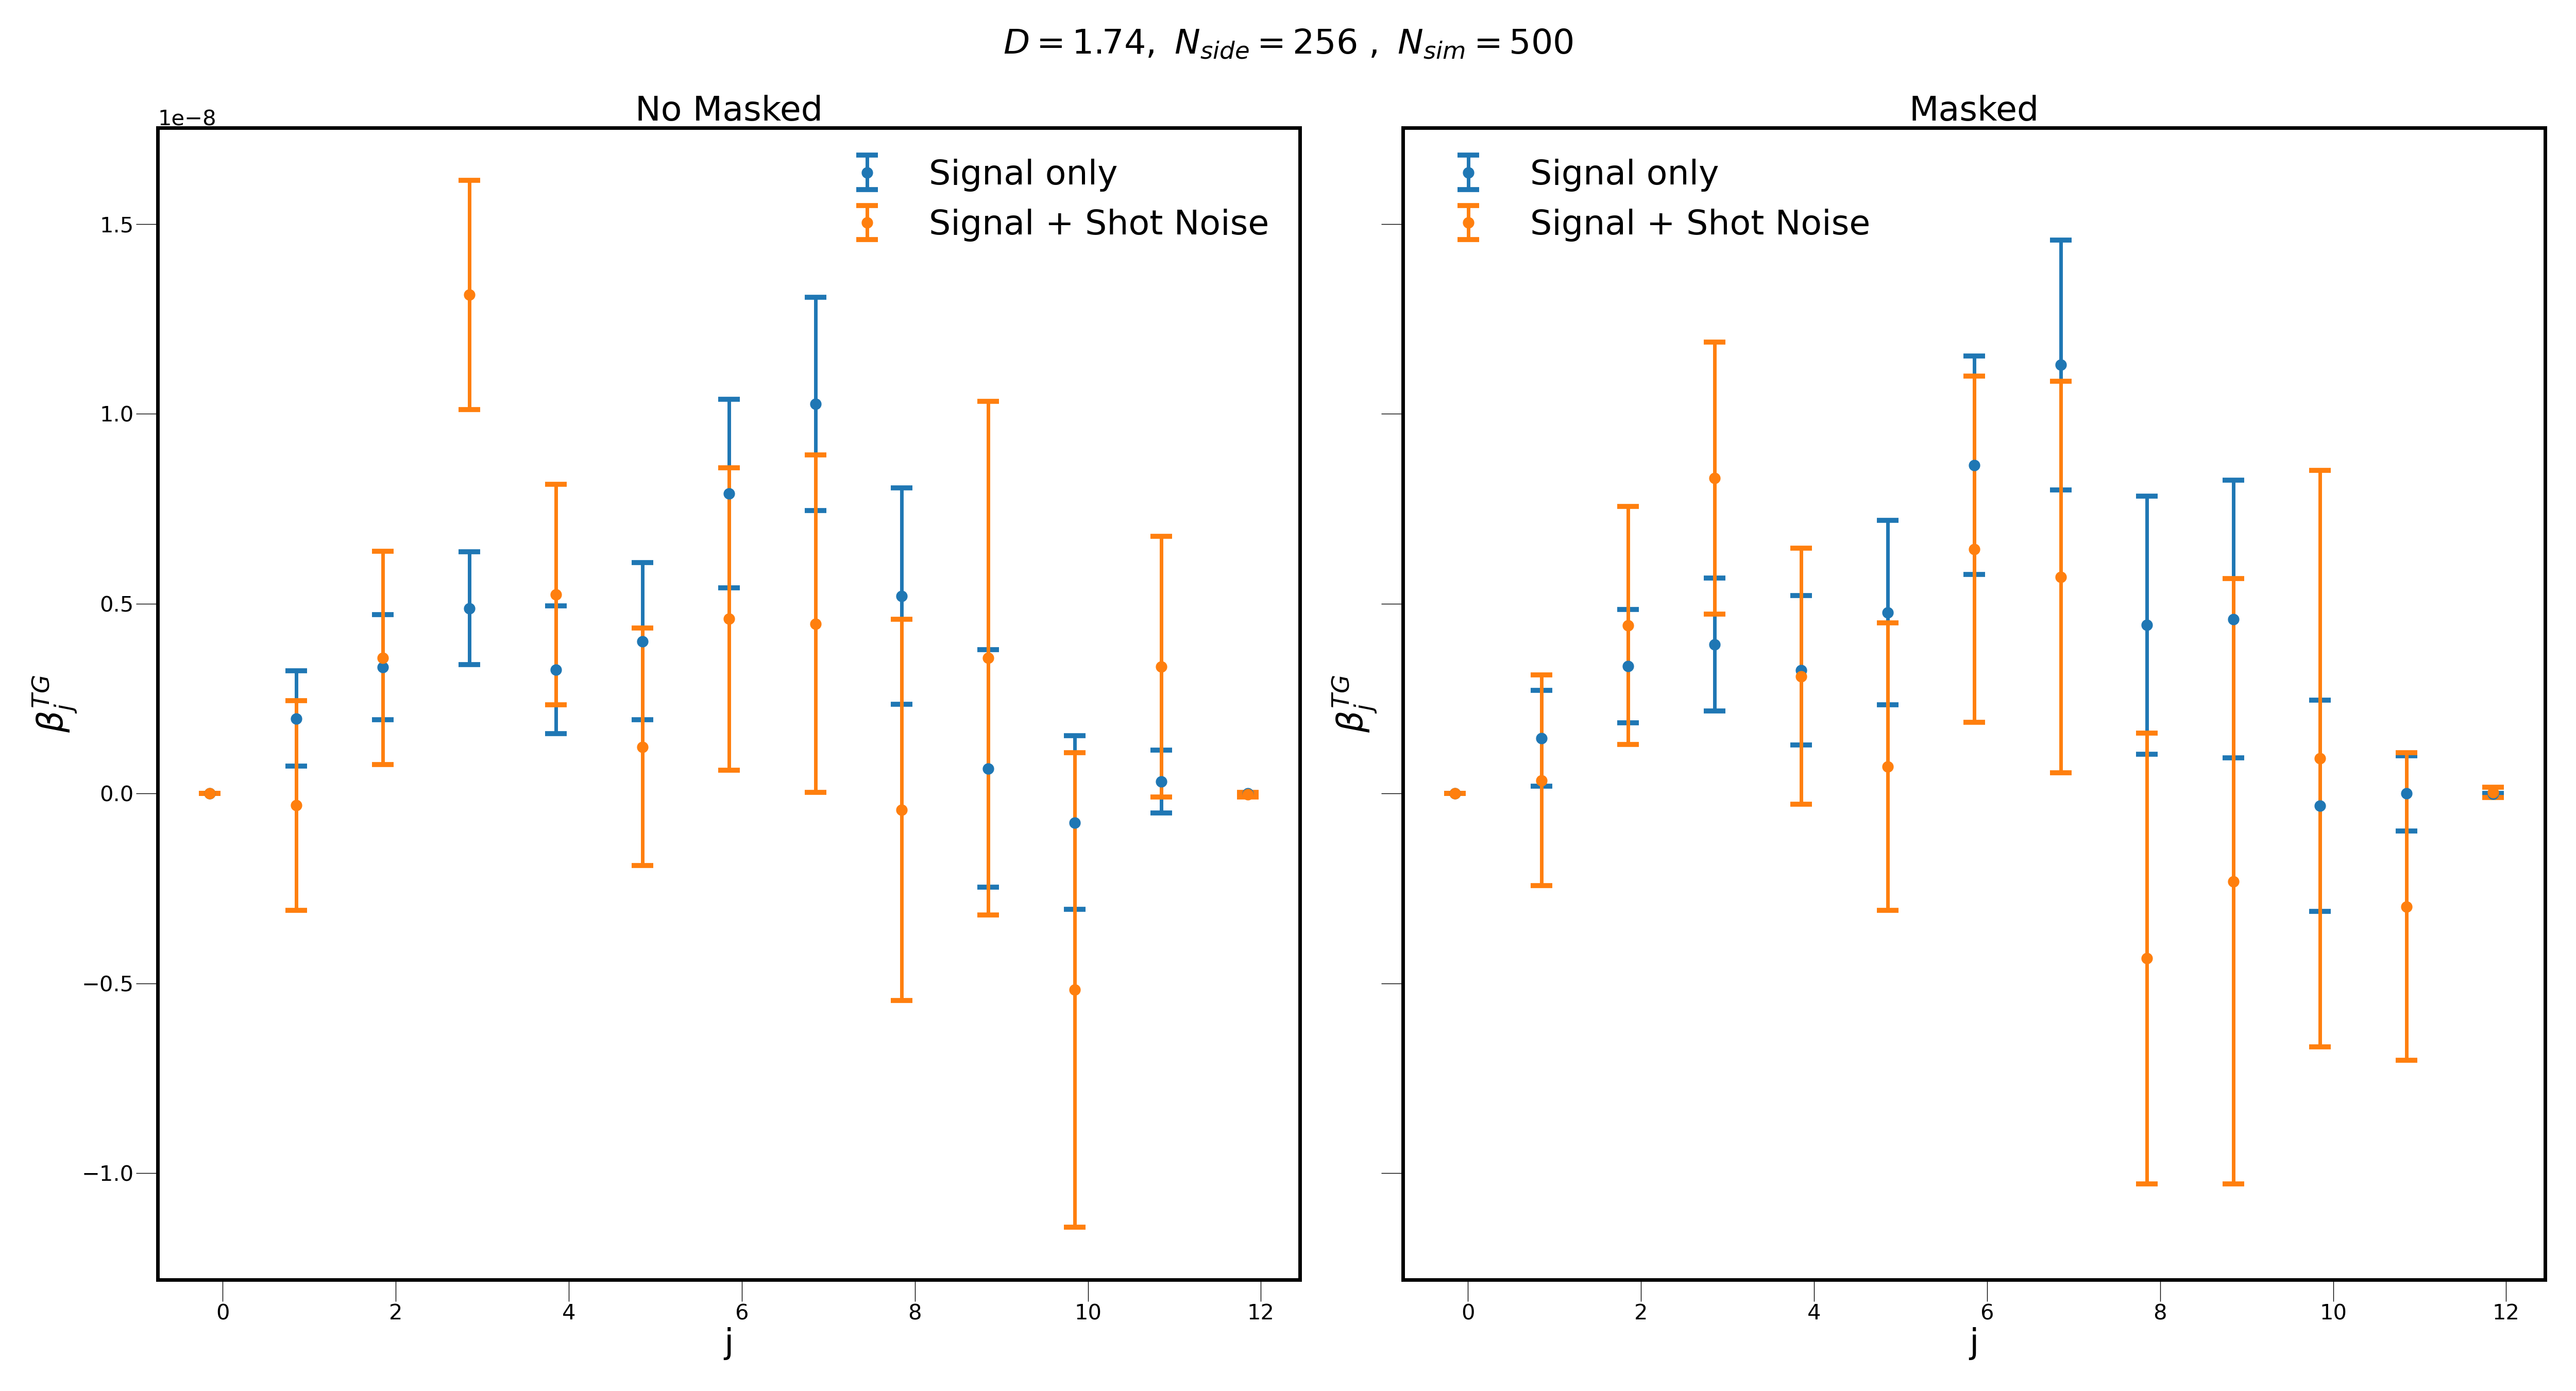 D = 1.74, N_side = 256 , N_sim = 500
No Masked
1e−8
Signal only
Signal + Shot Noise
1.5
1.0
0.5
0.0
−0.5
−1.0
β_j^TG
0 2 4 6 8 10 12
j
Masked
Signal only
Signal + Shot Noise
β_j^TG
0 2 4 6 8 10 12
j